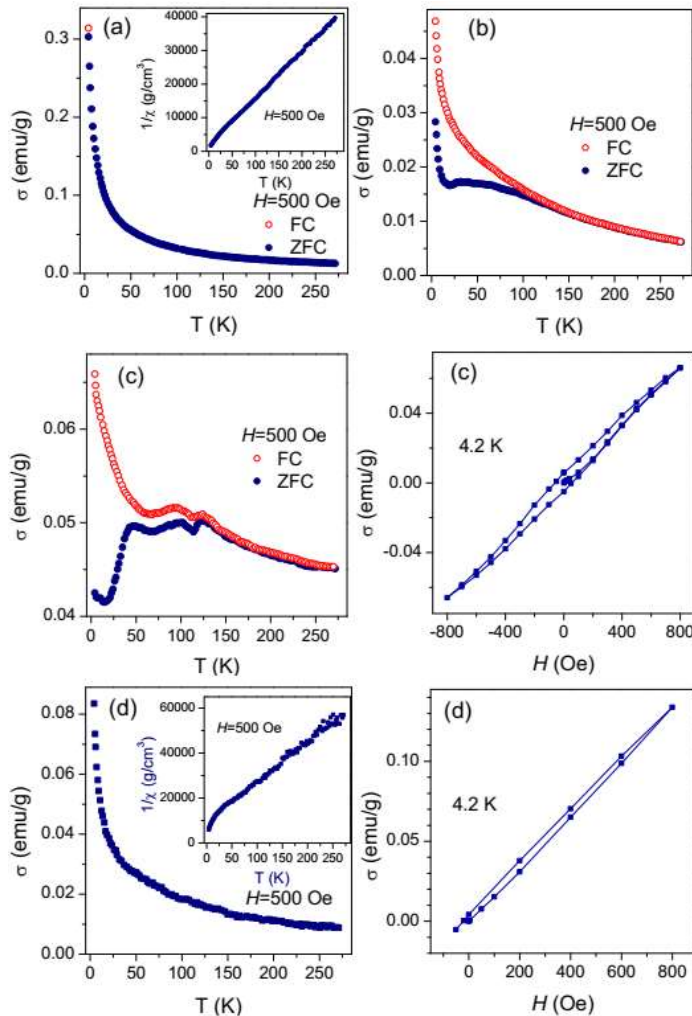 (a)
0.3
0.2
0.1
0.0
σ (emu/g)
0 50 100 150 200 250
T (K)
40000
30000
20000
10000
0
1/χ (g/cm³)
H=500 Oe
0 50 100 150 200 250
T (K)
H=500 Oe
FC
ZFC
(b)
0.04
0.03
0.02
0.01
0.00
σ (emu/g)
H=500 Oe
FC
ZFC
0 50 100 150 200 250
T (K)
(c)
0.06
0.05
0.04
σ (emu/g)
H=500 Oe
FC
ZFC
0 50 100 150 200 250
T (K)
(c)
4.2 K
0.04
0.00
-0.04
σ (emu/g)
-800 -400 0 400 800
H (Oe)
(d)
0.08
0.06
0.04
0.02
0.00
σ (emu/g)
60000
40000
20000
0
1/χ (g/cm³)
H=500 Oe
0 50 100 150 200 250
T (K)
H=500 Oe
0 50 100 150 200 250
T (K)
(d)
4.2 K
0.10
0.05
0.00
σ (emu/g)
0 200 400 600 800
H (Oe)